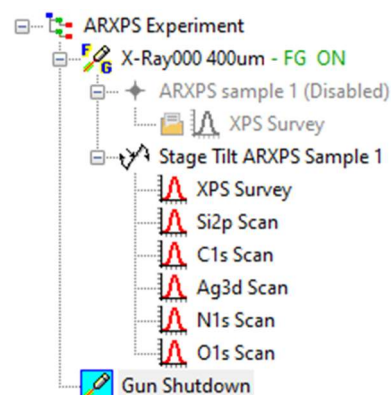 ARXPS Experiment
X-Ray000 400um - FG ON
ARXPS sample 1 (Disabled)
XPS Survey
Stage Tilt ARXPS Sample 1
XPS Survey
Si2p Scan
C1s Scan
Ag3d Scan
N1s Scan
O1s Scan
Gun Shutdown